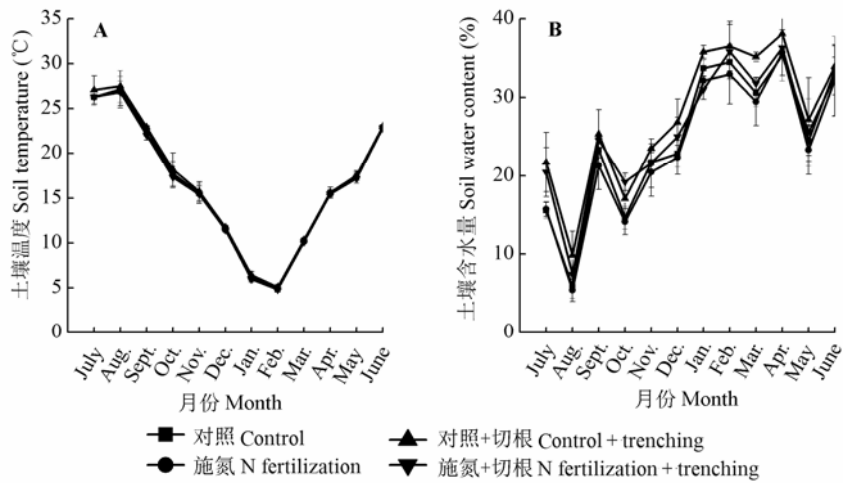 A
土壤温度 Soil temperature (℃)
35
30
25
20
15
10
5
0
July
Aug.
Sept.
Oct.
Nov.
Dec.
Jan.
Feb.
Mar.
Apr.
May
June
月份 Month
B
土壤含水量 Soil water content (%)
40
30
20
10
0
July
Aug.
Sept.
Oct.
Nov.
Dec.
Jan.
Feb.
Mar.
Apr.
May
June
月份 Month
对照 Control
对照+切根 Control + trenching
施氮 N fertilization
施氮+切根 N fertilization + trenching